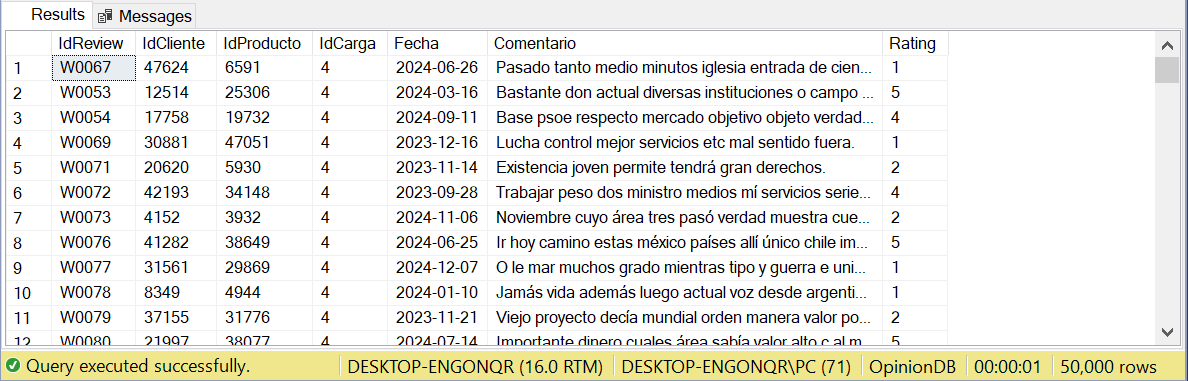 Results Messages
IdReview IdCliente IdProducto IdCarga Fecha Comentario Rating
1 W0067 47624 6591 4 2024-06-26 Pasado tanto medio minutos iglesia entrada de cien... 1
2 W0053 12514 25306 4 2024-03-16 Bastante don actual diversas instituciones o campo ... 5
3 W0054 17758 19732 4 2024-09-11 Base psoe respecto mercado objetivo objeto verdad... 4
4 W0069 30881 47051 4 2023-12-16 Lucha control mejor servicios etc mal sentido fuera. 1
5 W0071 20620 5930 4 2023-11-14 Existencia joven permite tendrá gran derechos. 2
6 W0072 42193 34148 4 2023-09-28 Trabajar peso dos ministro medios mí servicios serie... 4
7 W0073 4152 3932 4 2024-11-06 Noviembre cuyo área tres pasó verdad muestra cue... 2
8 W0076 41282 38649 4 2024-06-25 Ir hoy camino estas méxico países allí único chile im... 5
9 W0077 31561 29869 4 2024-12-07 O le mar muchos grado mientras tipo y guerra e uni... 1
10 W0078 8349 4944 4 2024-01-10 Jamás vida además luego actual voz desde argenti... 1
11 W0079 37155 31776 4 2023-11-21 Viejo proyecto decía mundial orden manera valor po... 2
12 W0080 21997 38077 4 2024-07-14 Importante dinero cuales área sabía valor alto c al m... 5
Query executed successfully. DESKTOP-ENGONQR (16.0 RTM) DESKTOP-ENGONQR\PC (71) OpinionDB 00:00:01 50,000 rows